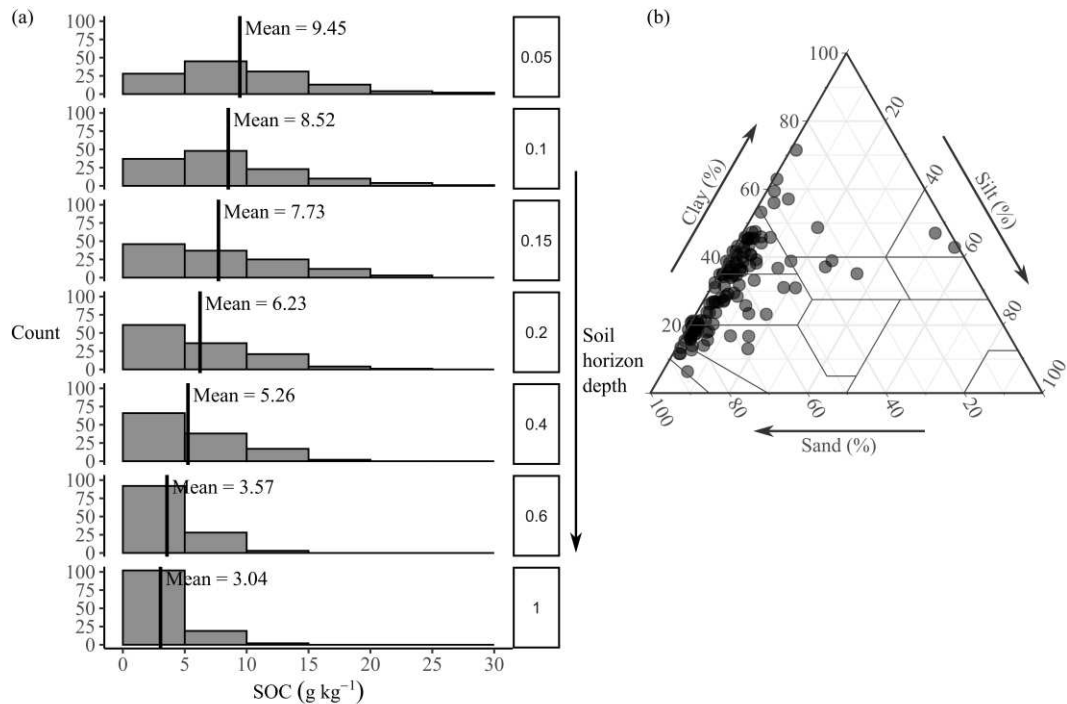 (a)
100
75
50
25
0
Mean = 9.45
0.05
100
75
50
25
0
Mean = 8.52
0.1
100
75
50
25
0
Mean = 7.73
0.15
100
75
50
25
0
Mean = 6.23
0.2
100
75
50
25
0
Mean = 5.26
0.4
100
75
50
25
0
Mean = 3.57
0.6
100
75
50
25
0
Mean = 3.04
1
Count
0 5 10 15 20 25 30
SOC (g kg⁻¹)
Soil
horizon
depth
(b)
100
80
60
40
20
Clay (%)
20
40
60
80
100
Silt (%)
100 80 60 40 20
Sand (%)